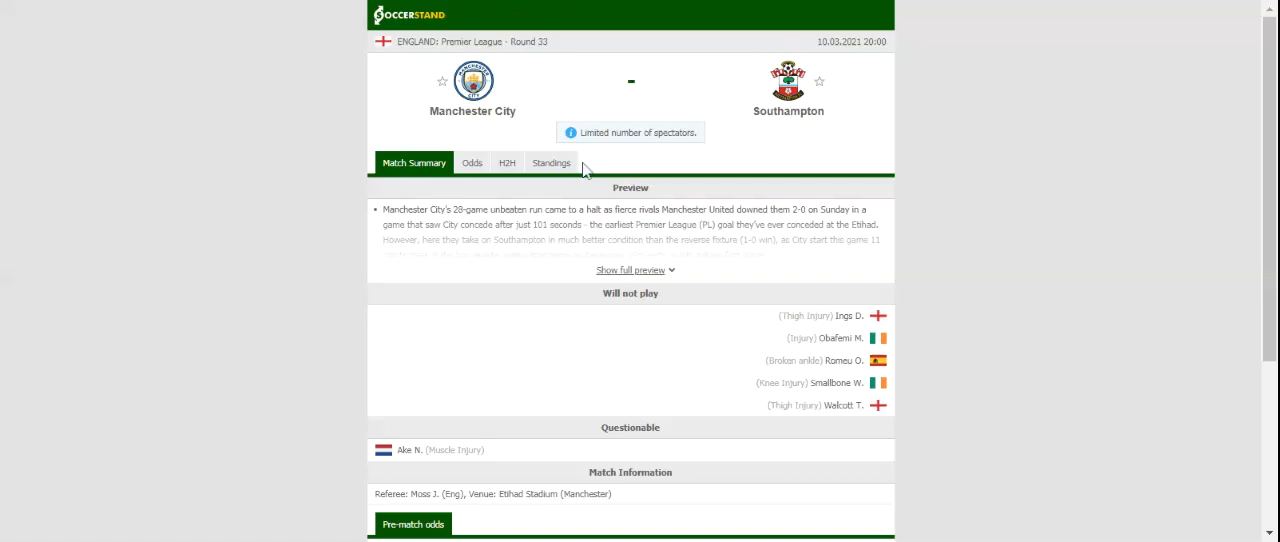 SOCCERSTAND
ENGLAND: Premier League - Round 33 10.03.2021 20:00
MANCHESTER
CITY
-
Manchester City Southampton
Limited number of spectators.
Match Summary Odds H2H Standings
Preview
• Manchester City's 28-game unbeaten run came to a halt as fierce rivals Manchester United downed them 2-0 on Sunday in a
game that saw City concede after just 101 seconds - the earliest Premier League (PL) goal they've ever conceded at the Etihad.
However, here they take on Southampton in much better condition than the reverse fixture (1-0 win), as City start this game 11
Show full preview
Will not play
(Thigh Injury) Ings D.
(Injury) Obafemi M.
(Broken ankle) Romeu O.
(Knee Injury) Smallbone W.
(Thigh Injury) Walcott T.
Questionable
Ake N. (Muscle Injury)
Match Information
Referee: Moss J. (Eng), Venue: Etihad Stadium (Manchester)
Pre-match odds